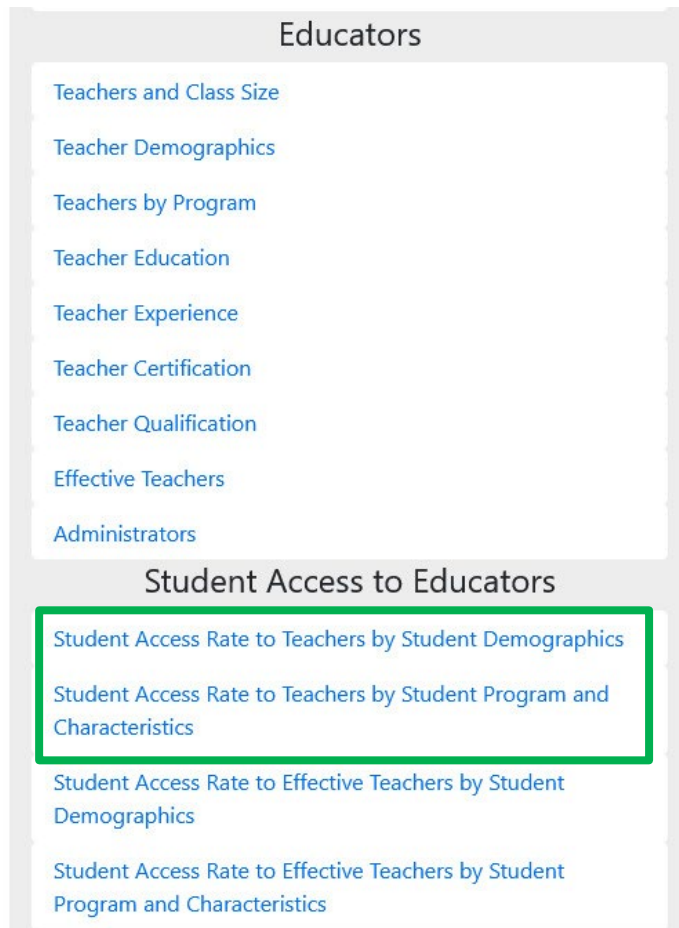 Educators
Teachers and Class Size
Teacher Demographics
Teachers by Program
Teacher Education
Teacher Experience
Teacher Certification
Teacher Qualification
Effective Teachers
Administrators
Student Access to Educators
Student Access Rate to Teachers by Student Demographics
Student Access Rate to Teachers by Student Program and
Characteristics
Student Access Rate to Effective Teachers by Student
Demographics
Student Access Rate to Effective Teachers by Student
Program and Characteristics